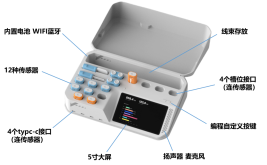 内置电池 WIFI蓝牙
线束存放
12种传感器
4个槽位接口
（连传感器）
编程自定义按键
4个typc-c接口
（连传感器）
扬声器 麦克风
5寸大屏